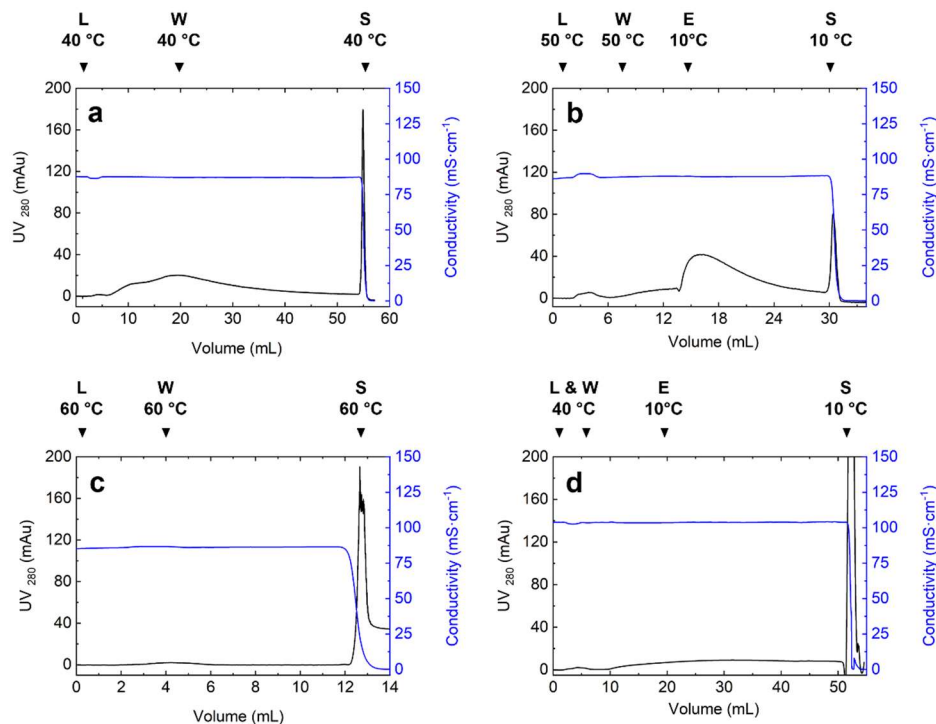 L W S
40 °C 40 °C 40 °C
a
UV 280 (mAu)
200
160
120
80
40
0
150
125
100
75
50
25
0
Conductivity (mS·cm⁻¹)
0 10 20 30 40 50 60
Volume (mL)
L W E S
50 °C 50 °C 10°C 10 °C
b
UV 280 (mAu)
200
160
120
80
40
0
150
125
100
75
50
25
0
Conductivity (mS·cm⁻¹)
0 6 12 18 24 30
Volume (mL)
L W S
60 °C 60 °C 60 °C
c
UV 280 (mAu)
200
160
120
80
40
0
150
125
100
75
50
25
0
Conductivity (mS·cm⁻¹)
0 2 4 6 8 10 12 14
Volume (mL)
L & W E S
40 °C 10°C 10 °C
d
UV 280 (mAu)
200
160
120
80
40
0
150
125
100
75
50
25
0
Conductivity (mS·cm⁻¹)
0 10 20 30 40 50
Volume (mL)